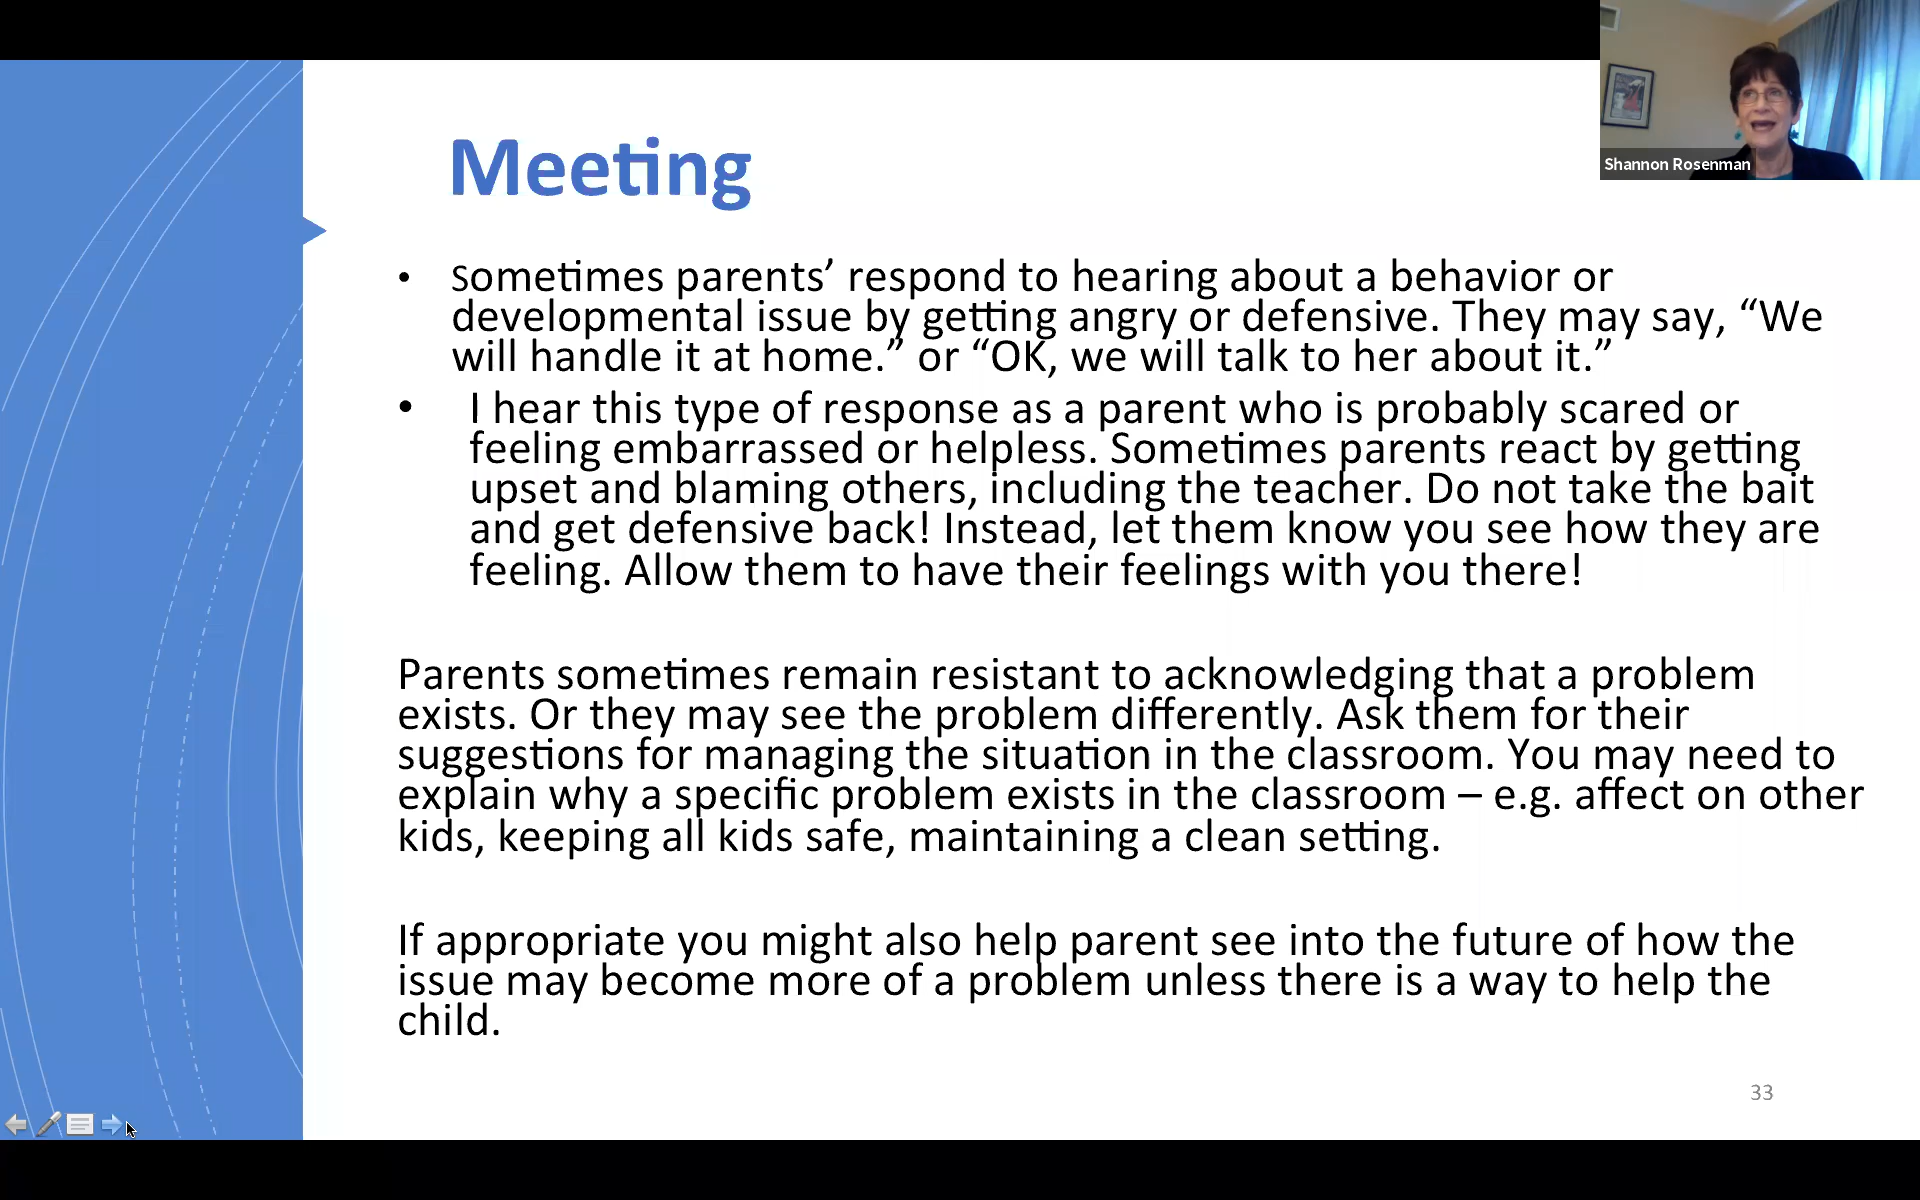 Meeting
Shannon Rosenman
• Sometimes parents’ respond to hearing about a behavior or
developmental issue by getting angry or defensive. They may say, “We
will handle it at home.” or “OK, we will talk to her about it.”
• I hear this type of response as a parent who is probably scared or
feeling embarrassed or helpless. Sometimes parents react by getting
upset and blaming others, including the teacher. Do not take the bait
and get defensive back! Instead, let them know you see how they are
feeling. Allow them to have their feelings with you there!
Parents sometimes remain resistant to acknowledging that a problem
exists. Or they may see the problem differently. Ask them for their
suggestions for managing the situation in the classroom. You may need to
explain why a specific problem exists in the classroom – e.g. affect on other
kids, keeping all kids safe, maintaining a clean setting.
If appropriate you might also help parent see into the future of how the
issue may become more of a problem unless there is a way to help the
child.
33